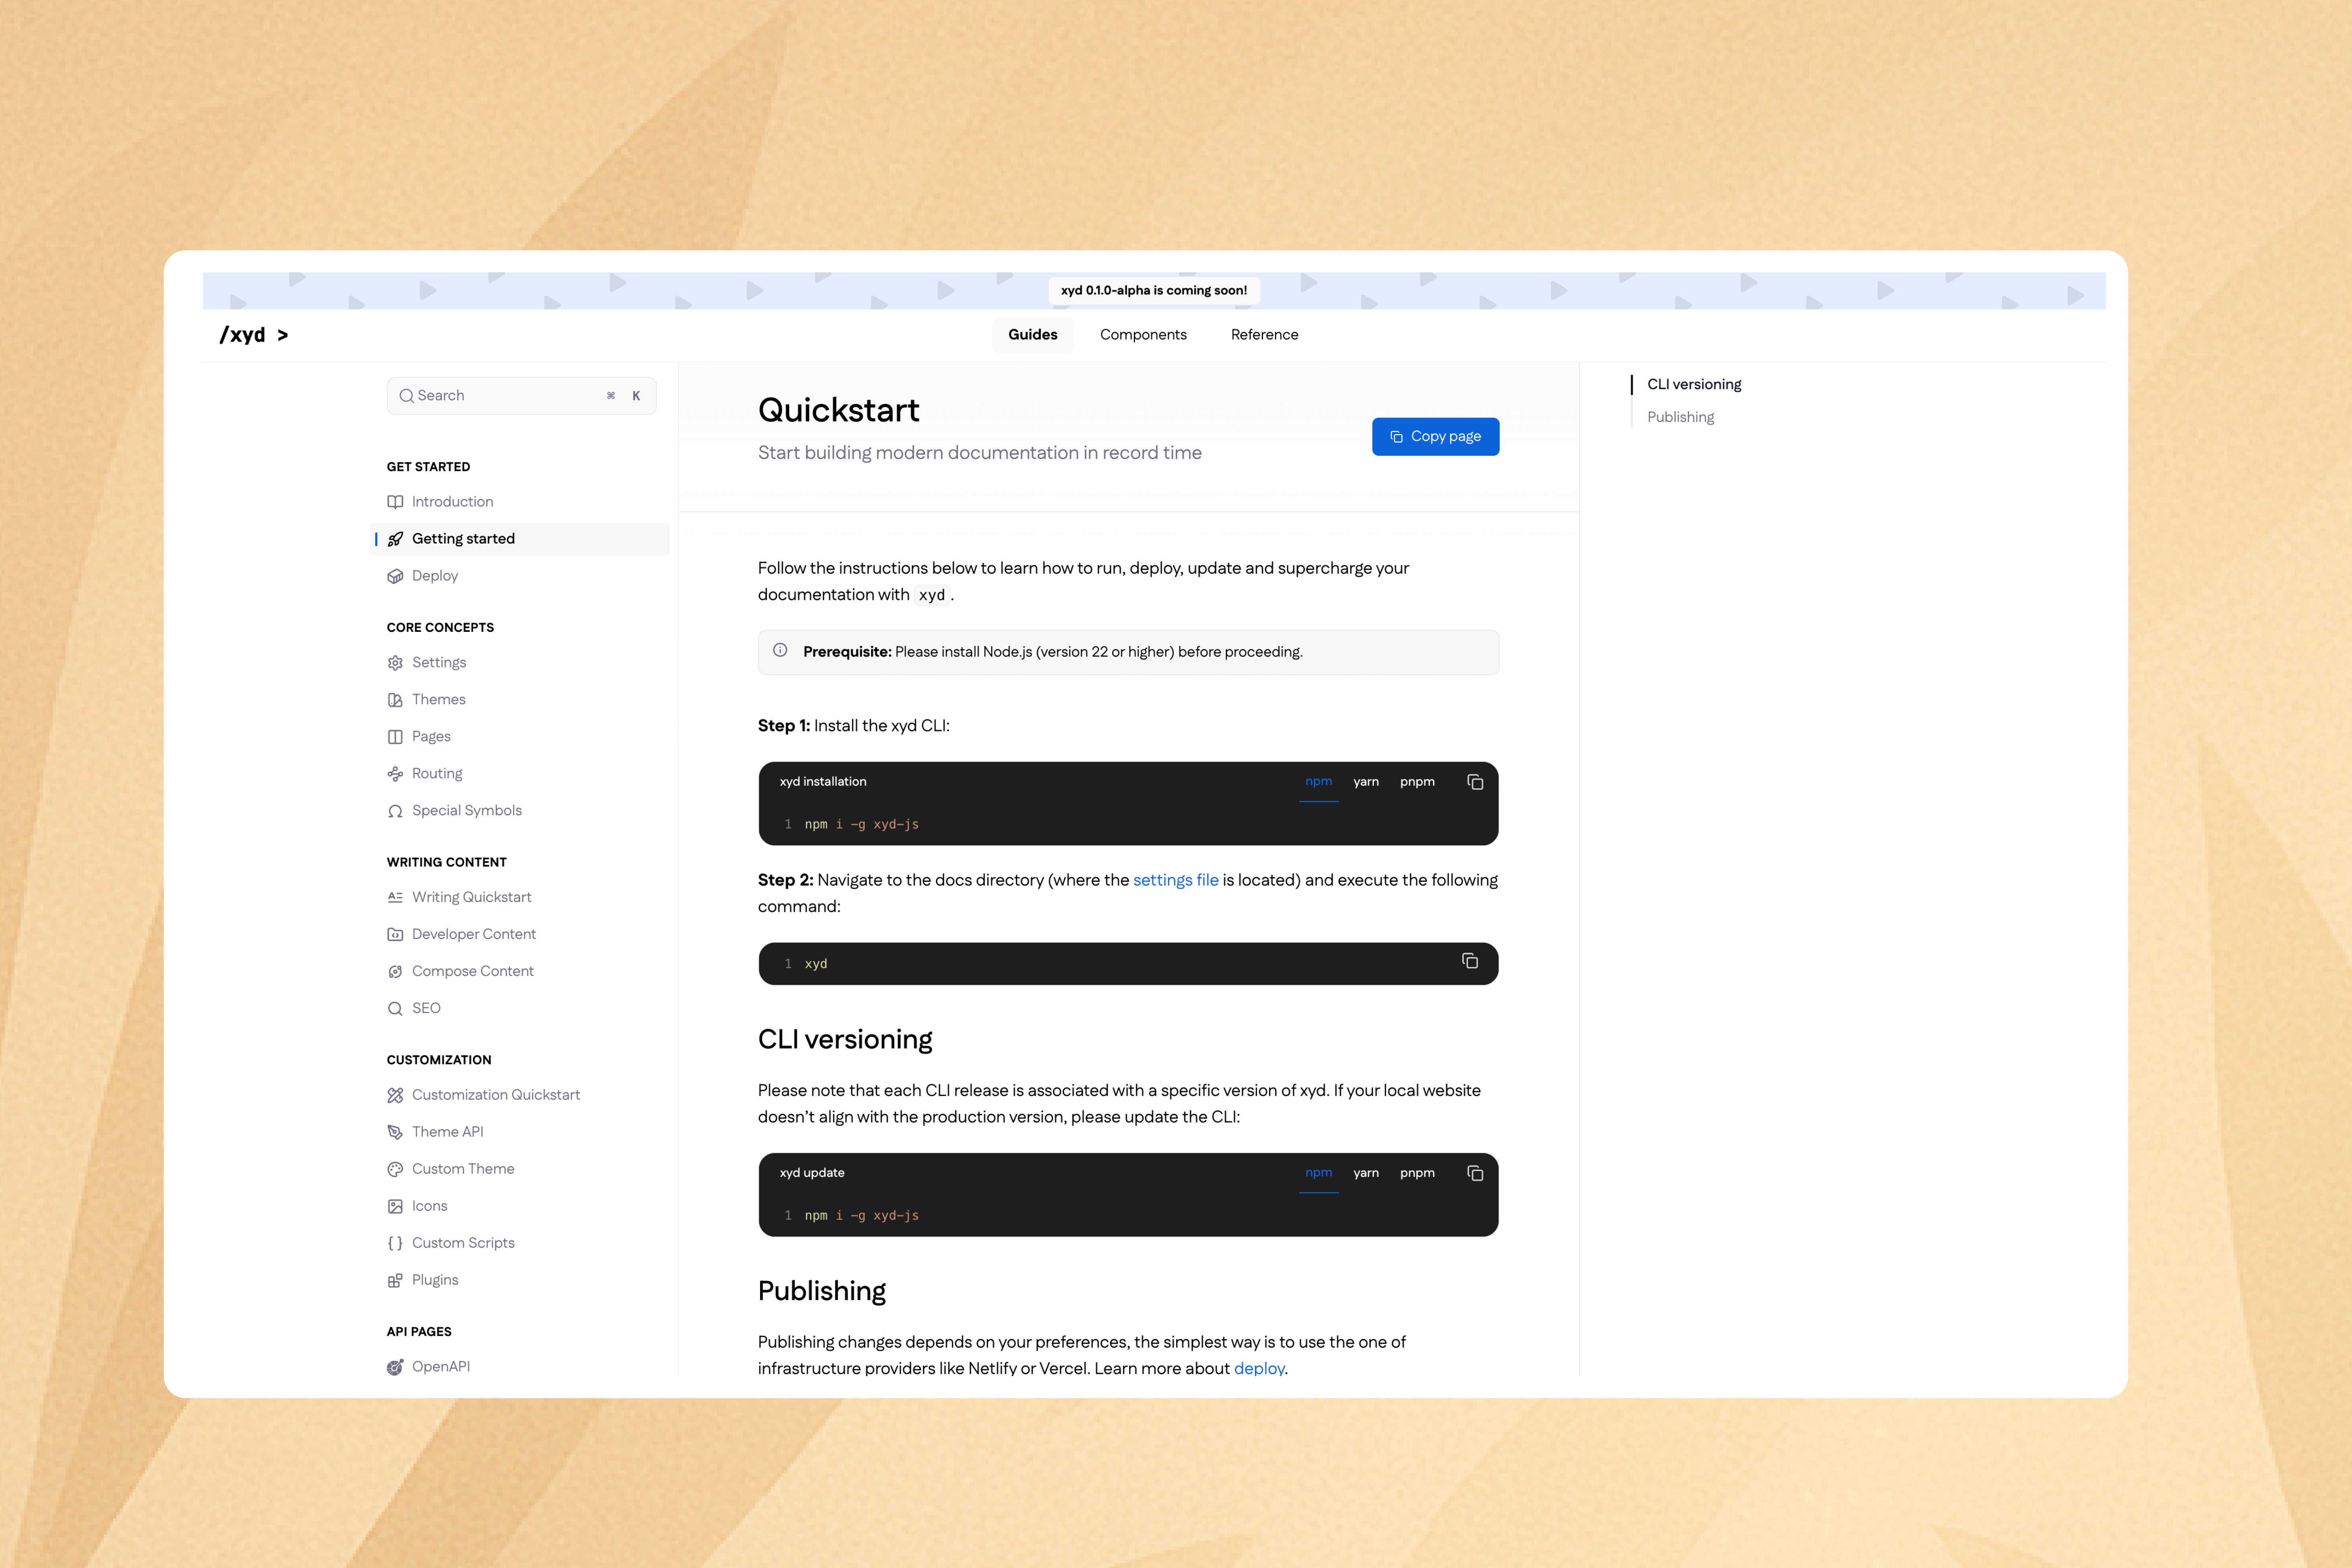 xyd 0.1.0-alpha is coming soon!
/xyd >
Guides
Components
Reference
Search
⌘ K
GET STARTED
Introduction
Getting started
Deploy
CORE CONCEPTS
Settings
Themes
Pages
Routing
Special Symbols
WRITING CONTENT
Writing Quickstart
Developer Content
Compose Content
SEO
CUSTOMIZATION
Customization Quickstart
Theme API
Custom Theme
Icons
Custom Scripts
Plugins
API PAGES
OpenAPI
Quickstart
Start building modern documentation in record time
Copy page
Follow the instructions below to learn how to run, deploy, update and supercharge your
documentation with xyd.
Prerequisite: Please install Node.js (version 22 or higher) before proceeding.
Step 1: Install the xyd CLI:
xyd installation
npm
yarn
pnpm
1 npm i -g xyd-js
Step 2: Navigate to the docs directory (where the settings file is located) and execute the following
command:
1 xyd
CLI versioning
Please note that each CLI release is associated with a specific version of xyd. If your local website
doesn’t align with the production version, please update the CLI:
xyd update
npm
yarn
pnpm
1 npm i -g xyd-js
Publishing
Publishing changes depends on your preferences, the simplest way is to use the one of
infrastructure providers like Netlify or Vercel. Learn more about deploy.
CLI versioning
Publishing